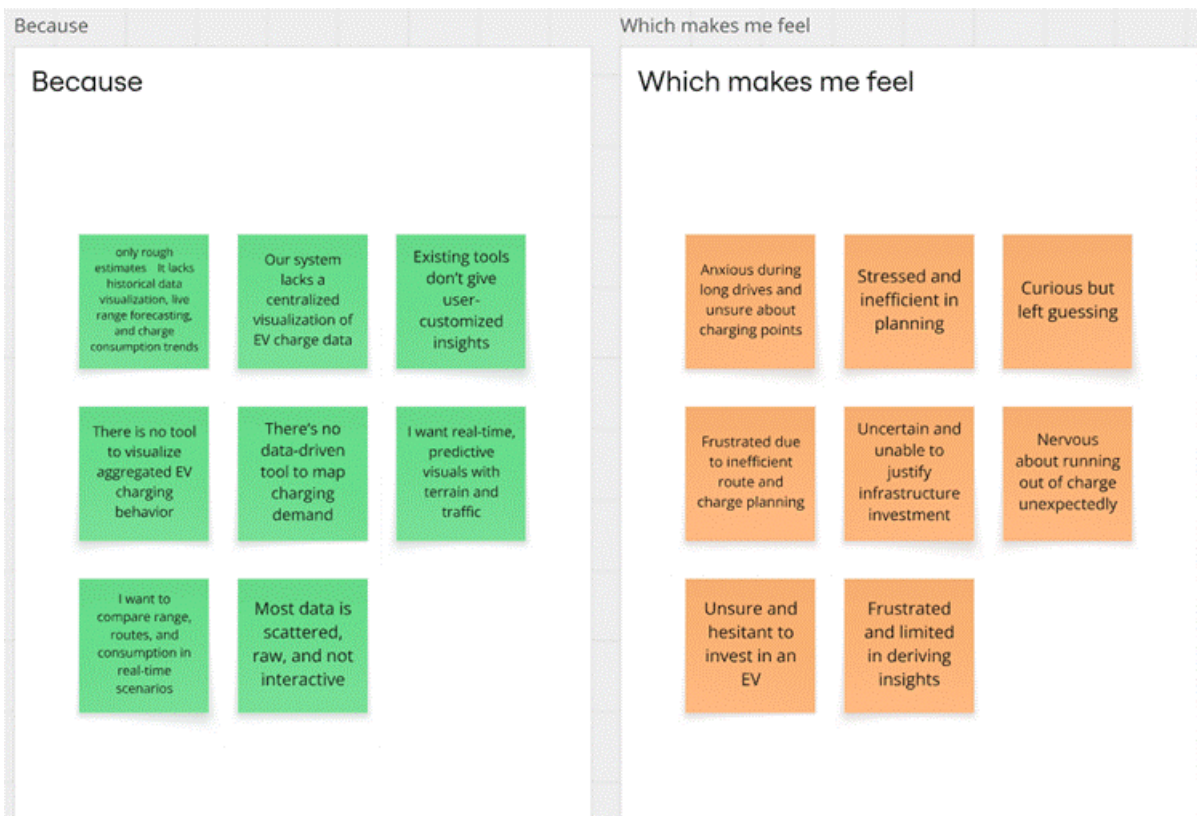 Because
Which makes me feel
Because
Which makes me feel
only rough
estimates It lacks
historical data
visualization, live
range forecasting,
and charge
consumption trends
Our system
lacks a
centralized
visualization of
EV charge data
Existing tools
don't give
user-
customized
insights
There is no tool
to visualize
aggregated EV
charging
behavior
There's no
data-driven
tool to map
charging
demand
I want real-time,
predictive
visuals with
terrain and
traffic
I want to
compare range,
routes, and
consumption in
real-time
scenarios
Most data is
scattered,
raw, and not
interactive
Anxious during
long drives and
unsure about
charging points
Stressed and
inefficient in
planning
Curious but
left guessing
Frustrated due
to inefficient
route and
charge planning
Uncertain and
unable to
justify
infrastructure
investment
Nervous
about running
out of charge
unexpectedly
Unsure and
hesitant to
invest in an
EV
Frustrated
and limited
in deriving
insights